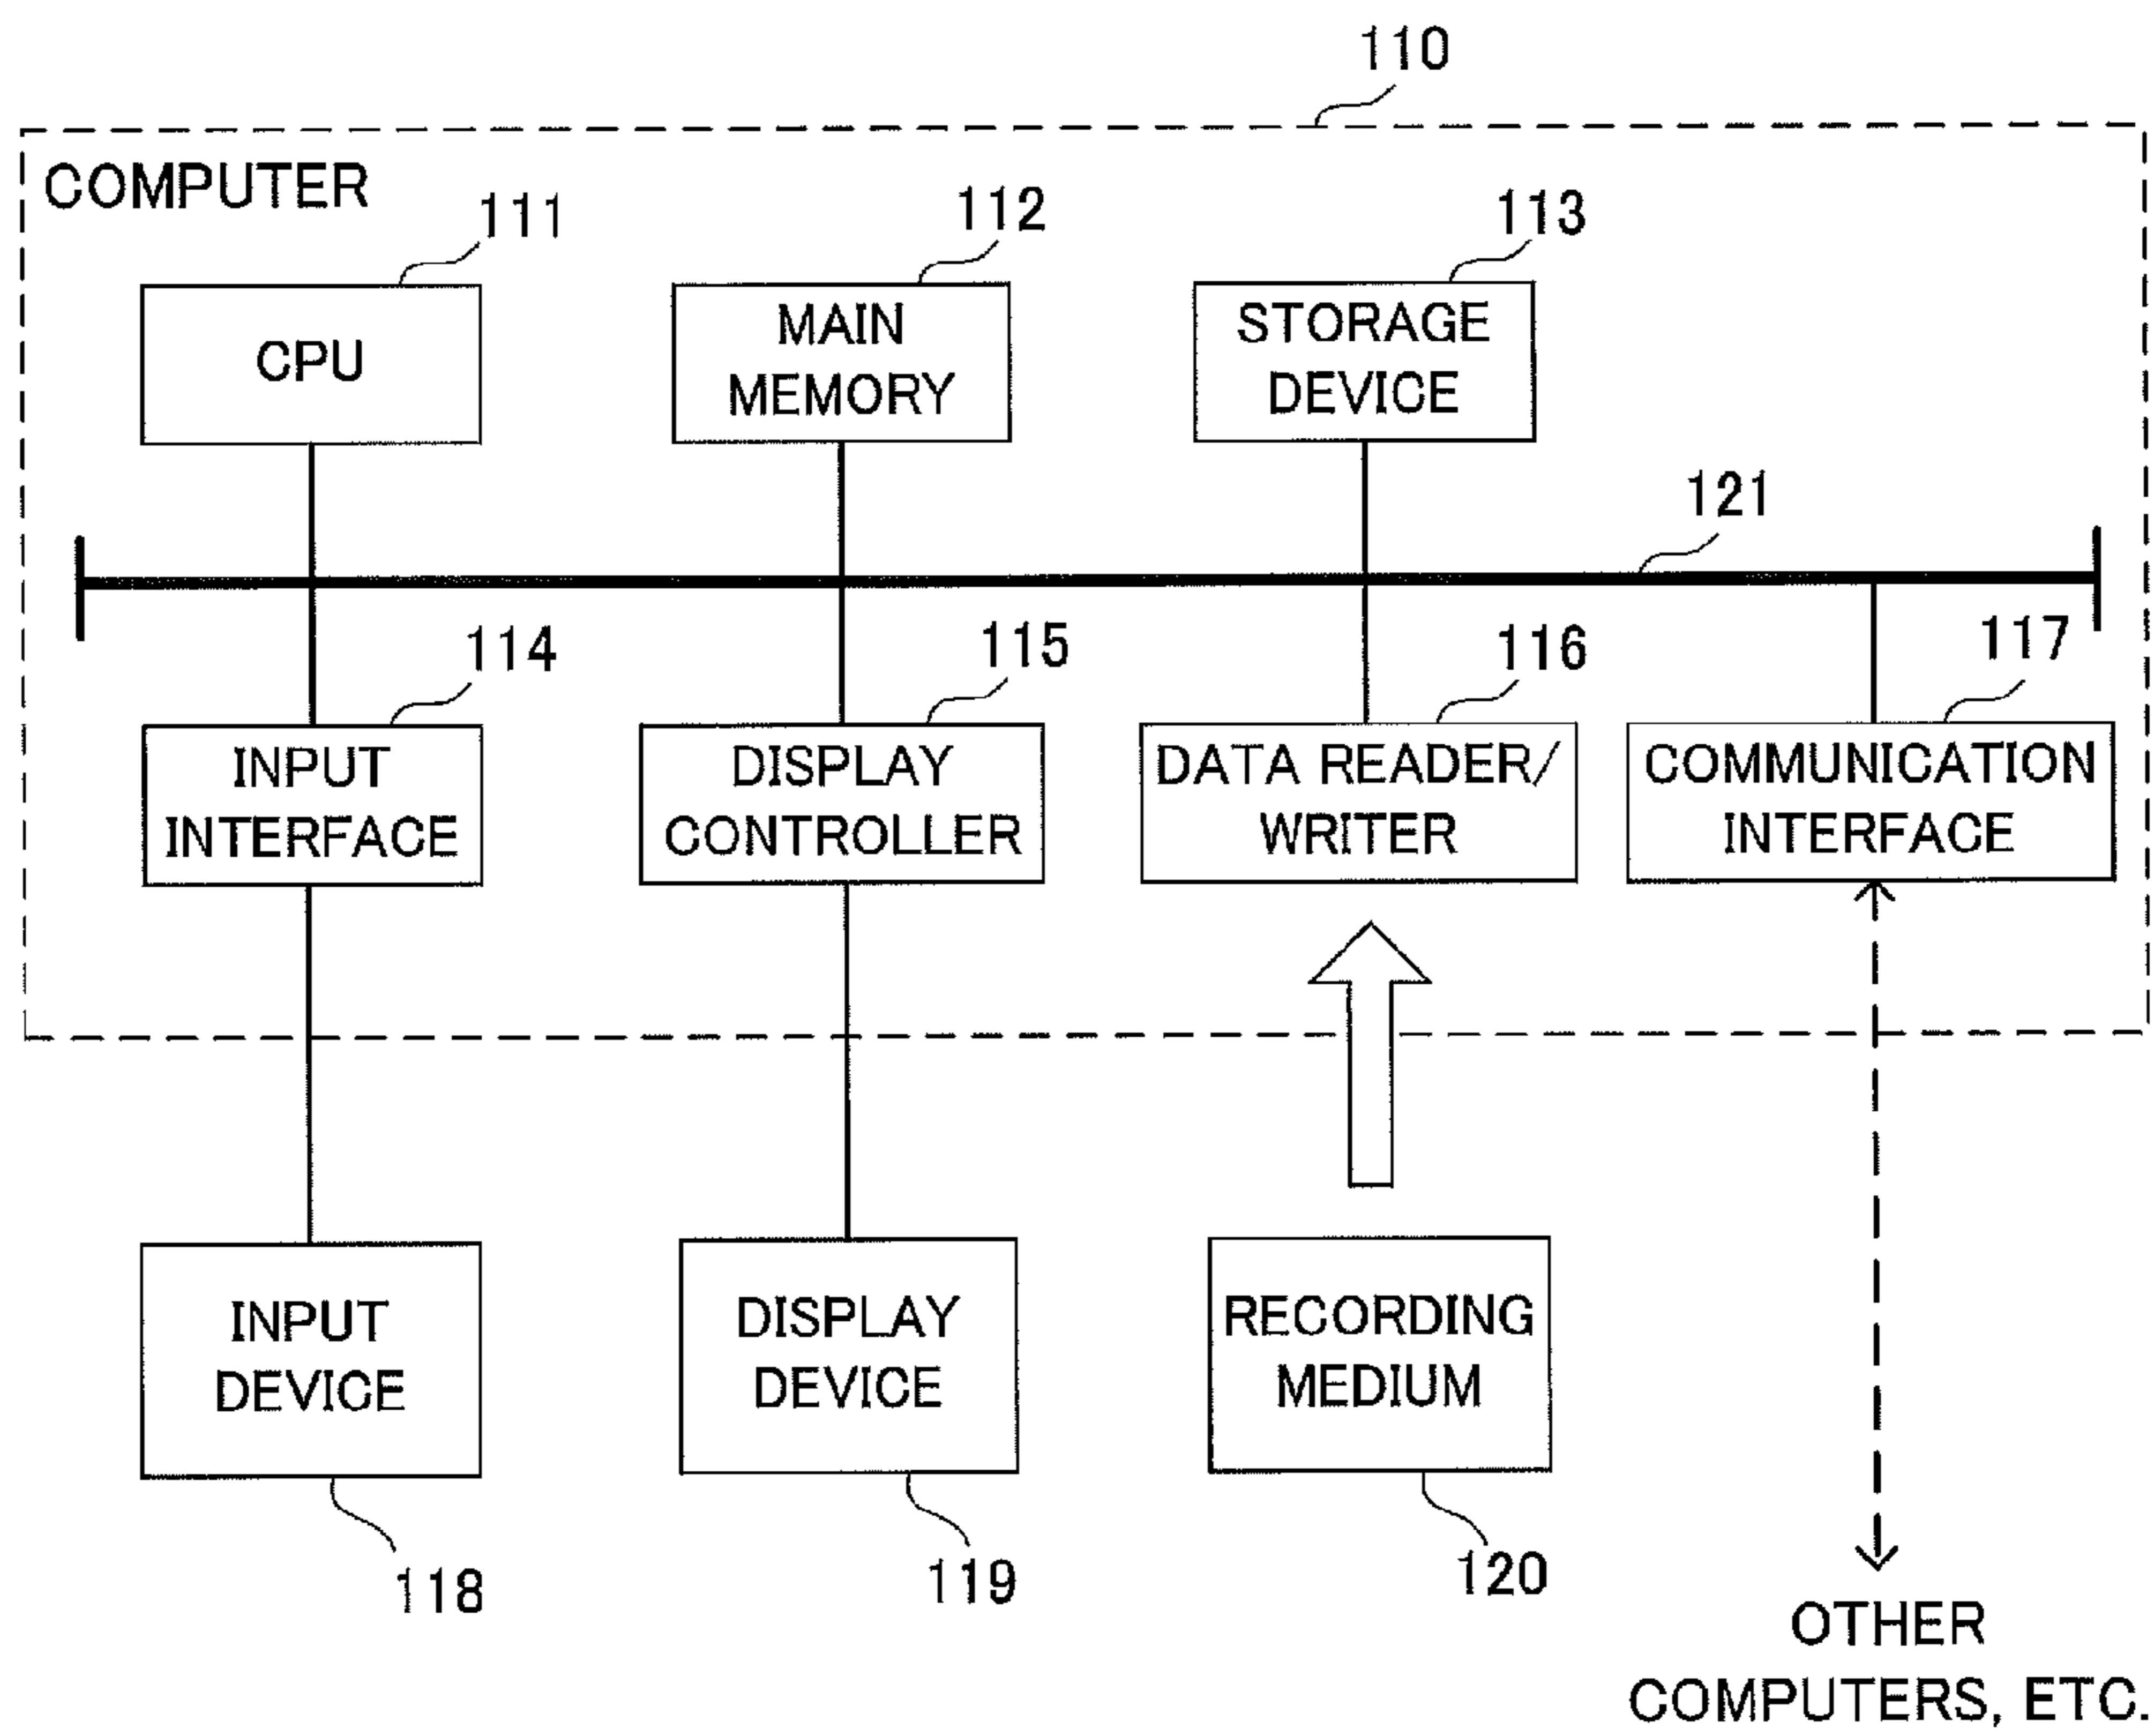 110
COMPUTER
111
112
113
CPU
MAIN
MEMORY
STORAGE
DEVICE
121
114
115
116
117
INPUT
INTERFACE
DISPLAY
CONTROLLER
DATA READER/
WRITER
COMMUNICATION
INTERFACE
INPUT
DEVICE
DISPLAY
DEVICE
RECORDING
MEDIUM
118
119
120
OTHER
COMPUTERS, ETC.